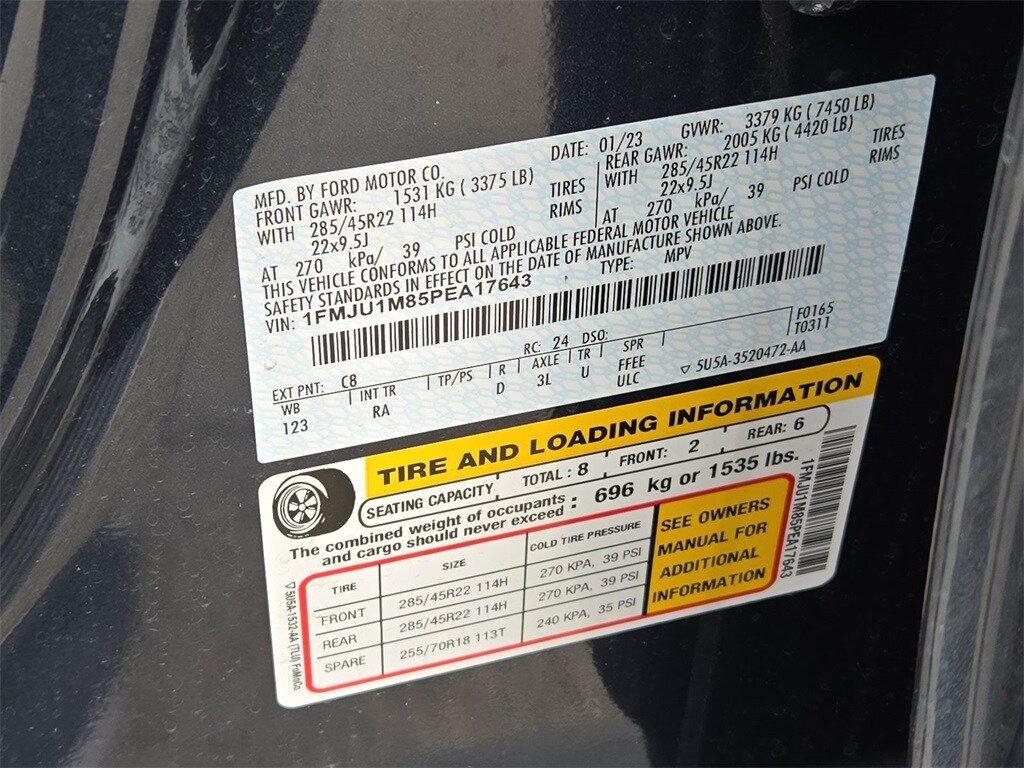 MFD. BY FORD MOTOR CO.
DATE: 01/23 GVWR: 3379 KG ( 7450 LB)
FRONT GAWR: 1531 KG ( 3375 LB)
REAR GAWR: 2005 KG ( 4420 LB)
WITH 285/45R22 114H TIRES
WITH 285/45R22 114H TIRES
22x9.5J RIMS
22x9.5J RIMS
AT 270 kPa/ 39 PSI COLD
AT 270 kPa/ 39 PSI COLD
THIS VEHICLE CONFORMS TO ALL APPLICABLE FEDERAL MOTOR VEHICLE
SAFETY STANDARDS IN EFFECT ON THE DATE OF MANUFACTURE SHOWN ABOVE.
VIN: 1FMJU1M85PEA17643 TYPE: MPV
F0165
T0311
EXT PNT: C8 RC: 24 DSO:
WB INT TR TP/PS R AXLE TR SPR
123 RA D 3L U FFEE
ULC
▽ 5U5A-3520472-AA
TIRE AND LOADING INFORMATION
SEATING CAPACITY TOTAL : 8 FRONT: 2 REAR: 6
The combined weight of occupants
and cargo should never exceed : 696 kg or 1535 lbs.
TIRE SIZE COLD TIRE PRESSURE
FRONT 285/45R22 114H 270 KPA, 39 PSI
REAR 285/45R22 114H 270 KPA, 39 PSI
SPARE 255/70R18 113T 240 KPA, 35 PSI
SEE OWNERS
MANUAL FOR
ADDITIONAL
INFORMATION
1FMJU1M85PEA17643
▽ 5U5A-1532-AA (TLU) FoMoCo